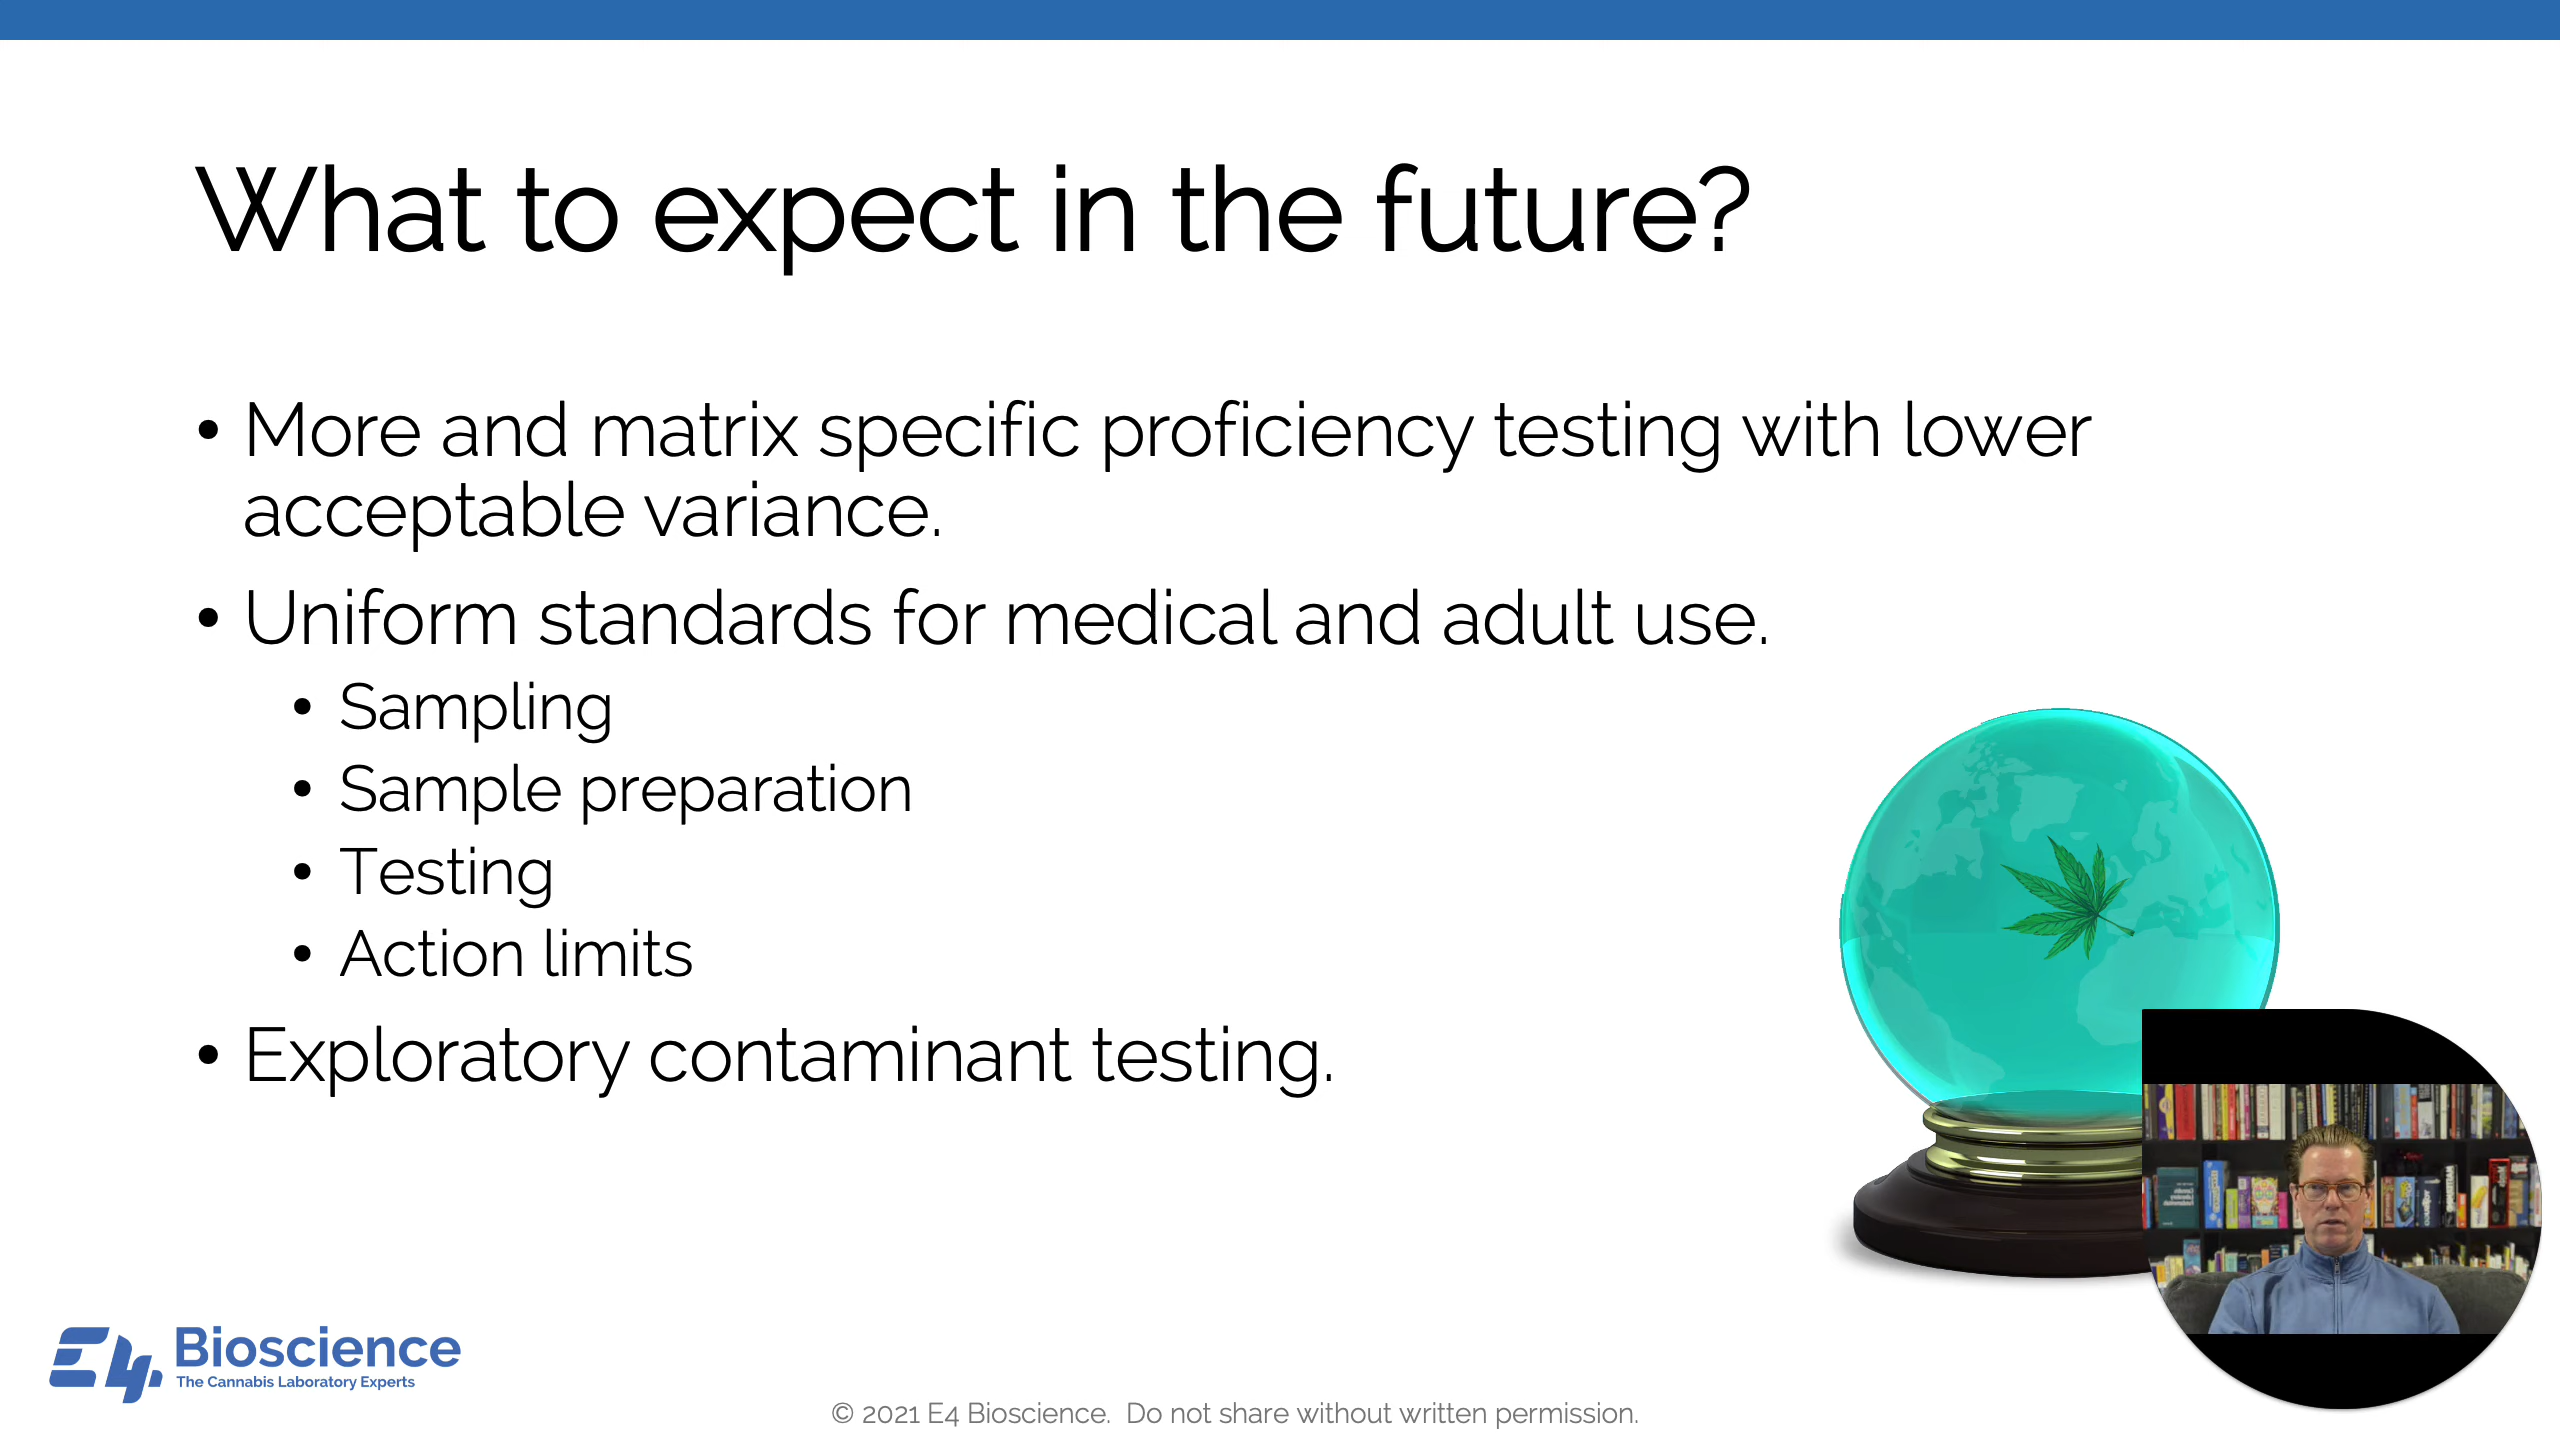 What to expect in the future?
• More and matrix specific proficiency testing with lower
acceptable variance.
• Uniform standards for medical and adult use.
• Sampling
• Sample preparation
• Testing
• Action limits
• Exploratory contaminant testing.
E4 Bioscience
The Cannabis Laboratory Experts
© 2021 E4 Bioscience.  Do not share without written permission.